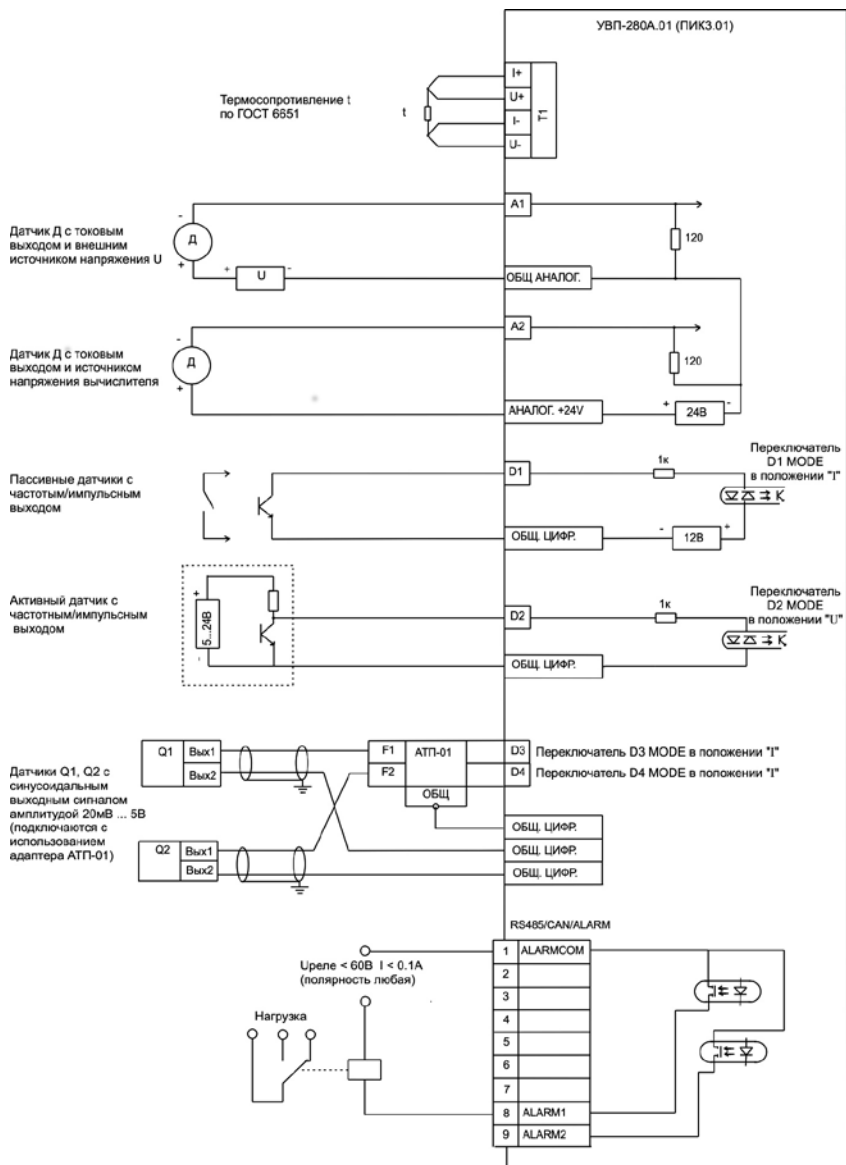 УВП-280А.01 (ПИК3.01)
Термосопротивление t
по ГОСТ 6651
t
I+
U+
I-
U-
T1
Датчик Д с токовым
выходом и внешним
источником напряжения U
-
Д
+
+
U
-
A1
120
ОБЩ АНАЛОГ.
Датчик Д с токовым
выходом и источником
напряжения вычислителя
-
Д
+
A2
120
АНАЛОГ. +24V
+
24В
-
Пассивные датчики с
частотым/импульсным
выходом
D1
1к
Переключатель
D1 MODE
в положении "I"
ОБЩ. ЦИФР.
-
12В
+
Активный датчик с
частотным/импульсным
выходом
+
5...24В
-
D2
1к
Переключатель
D2 MODE
в положении "U"
ОБЩ. ЦИФР.
Датчики Q1, Q2 с
синусоидальным
выходным сигналом
амплитудой 20мВ ... 5В
(подключаются с
использованием
адаптера АТП-01)
Q1
Вых1
Вых2
F1
F2
АТП-01
ОБЩ
D3
Переключатель D3 MODE в положении "I"
D4
Переключатель D4 MODE в положении "I"
Q2
Вых1
Вых2
ОБЩ. ЦИФР.
ОБЩ. ЦИФР.
ОБЩ. ЦИФР.
RS485/CAN/ALARM
Uреле < 60В I < 0.1А
(полярность любая)
Нагрузка
1 ALARMCOM
2
3
4
5
6
7
8 ALARM1
9 ALARM2